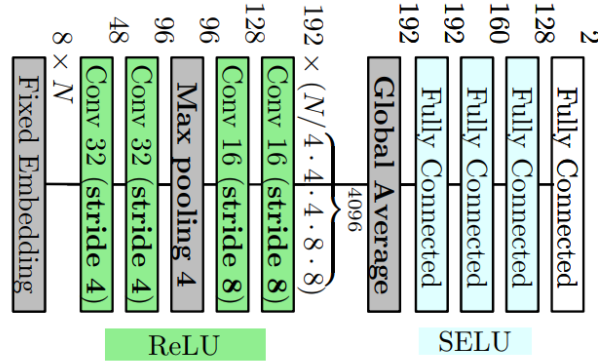 Fixed Embedding
8 × N
Conv 32 (stride 4)
48
Conv 32 (stride 4)
96
Max pooling 4
96
Conv 16 (stride 8)
128
Conv 16 (stride 8)
192 × (N/4 · 4 · 4 · 8 · 8)
4096
Global Average
192
Fully Connected
192
Fully Connected
160
Fully Connected
128
Fully Connected
2
ReLU
SELU